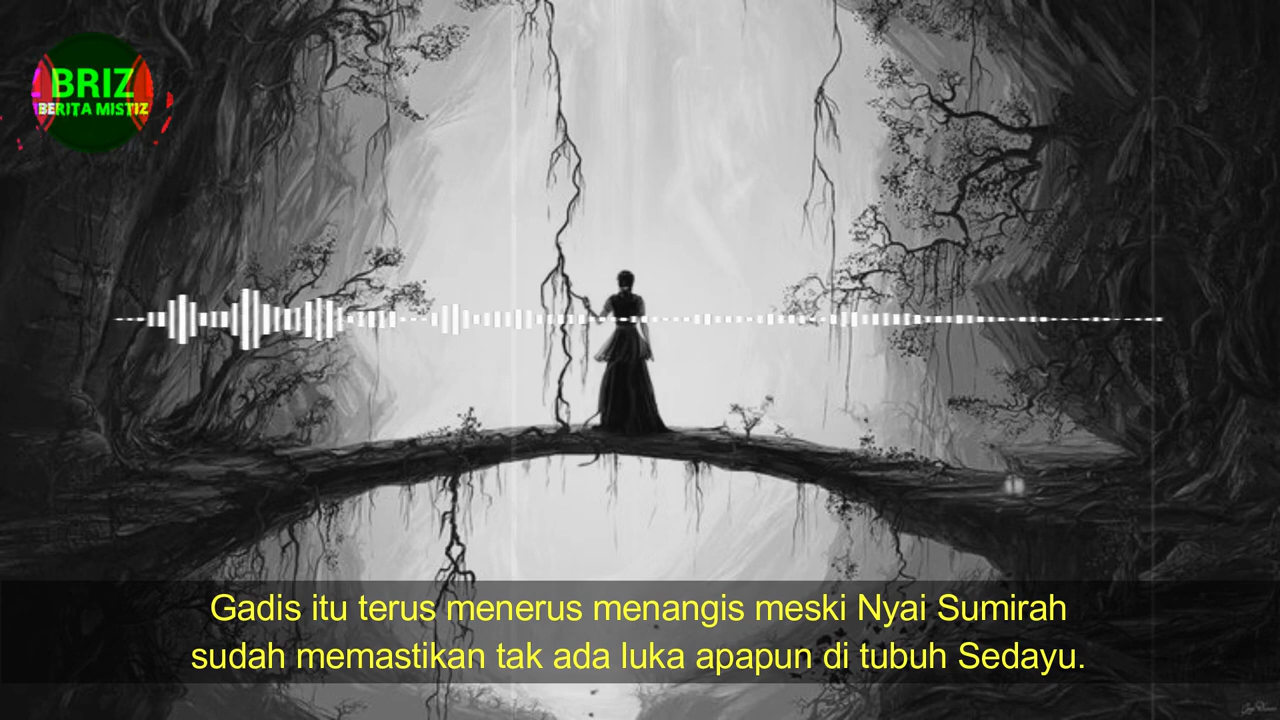 BRIZ
BERITA MISTIZ
Gadis itu terus menerus menangis meski Nyai Sumirah
sudah memastikan tak ada luka apapun di tubuh Sedayu.